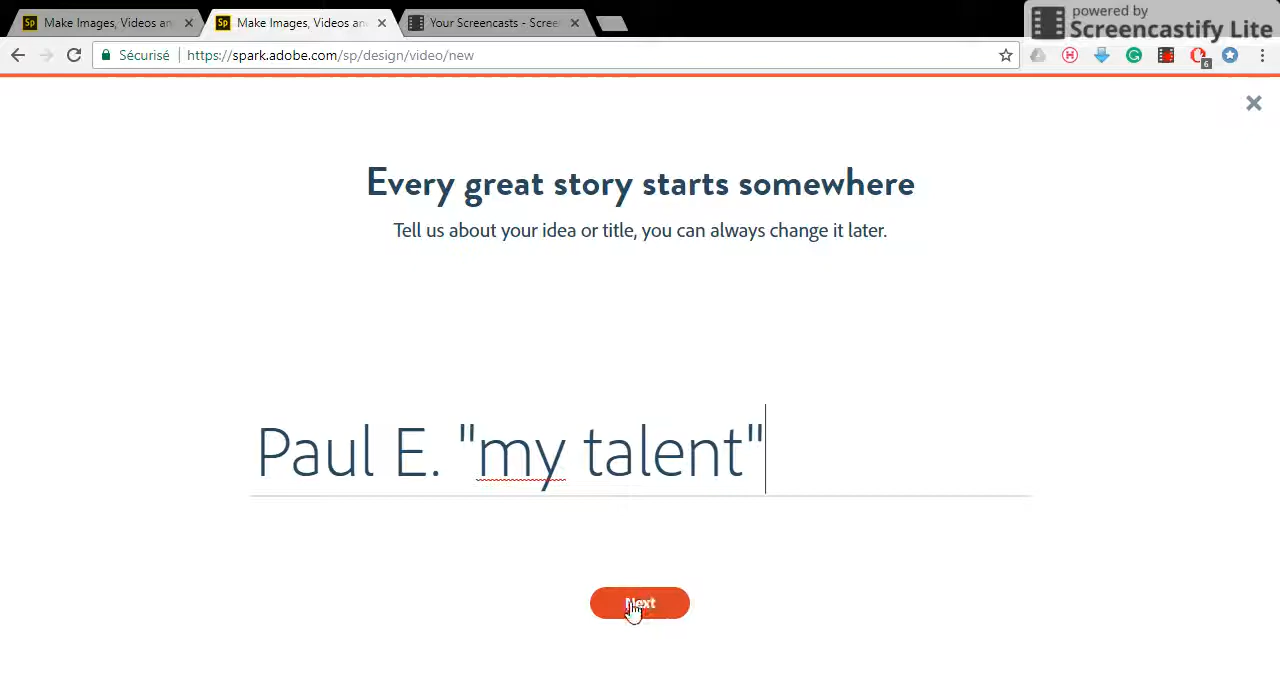 powered by
Screencastify Lite
Make Images, Videos an
Make Images, Videos an
Your Screencasts - Scree
Sécurisé
https://spark.adobe.com/sp/design/video/new
6
Every great story starts somewhere
Tell us about your idea or title, you can always change it later.
Paul E. "my talent"
Next